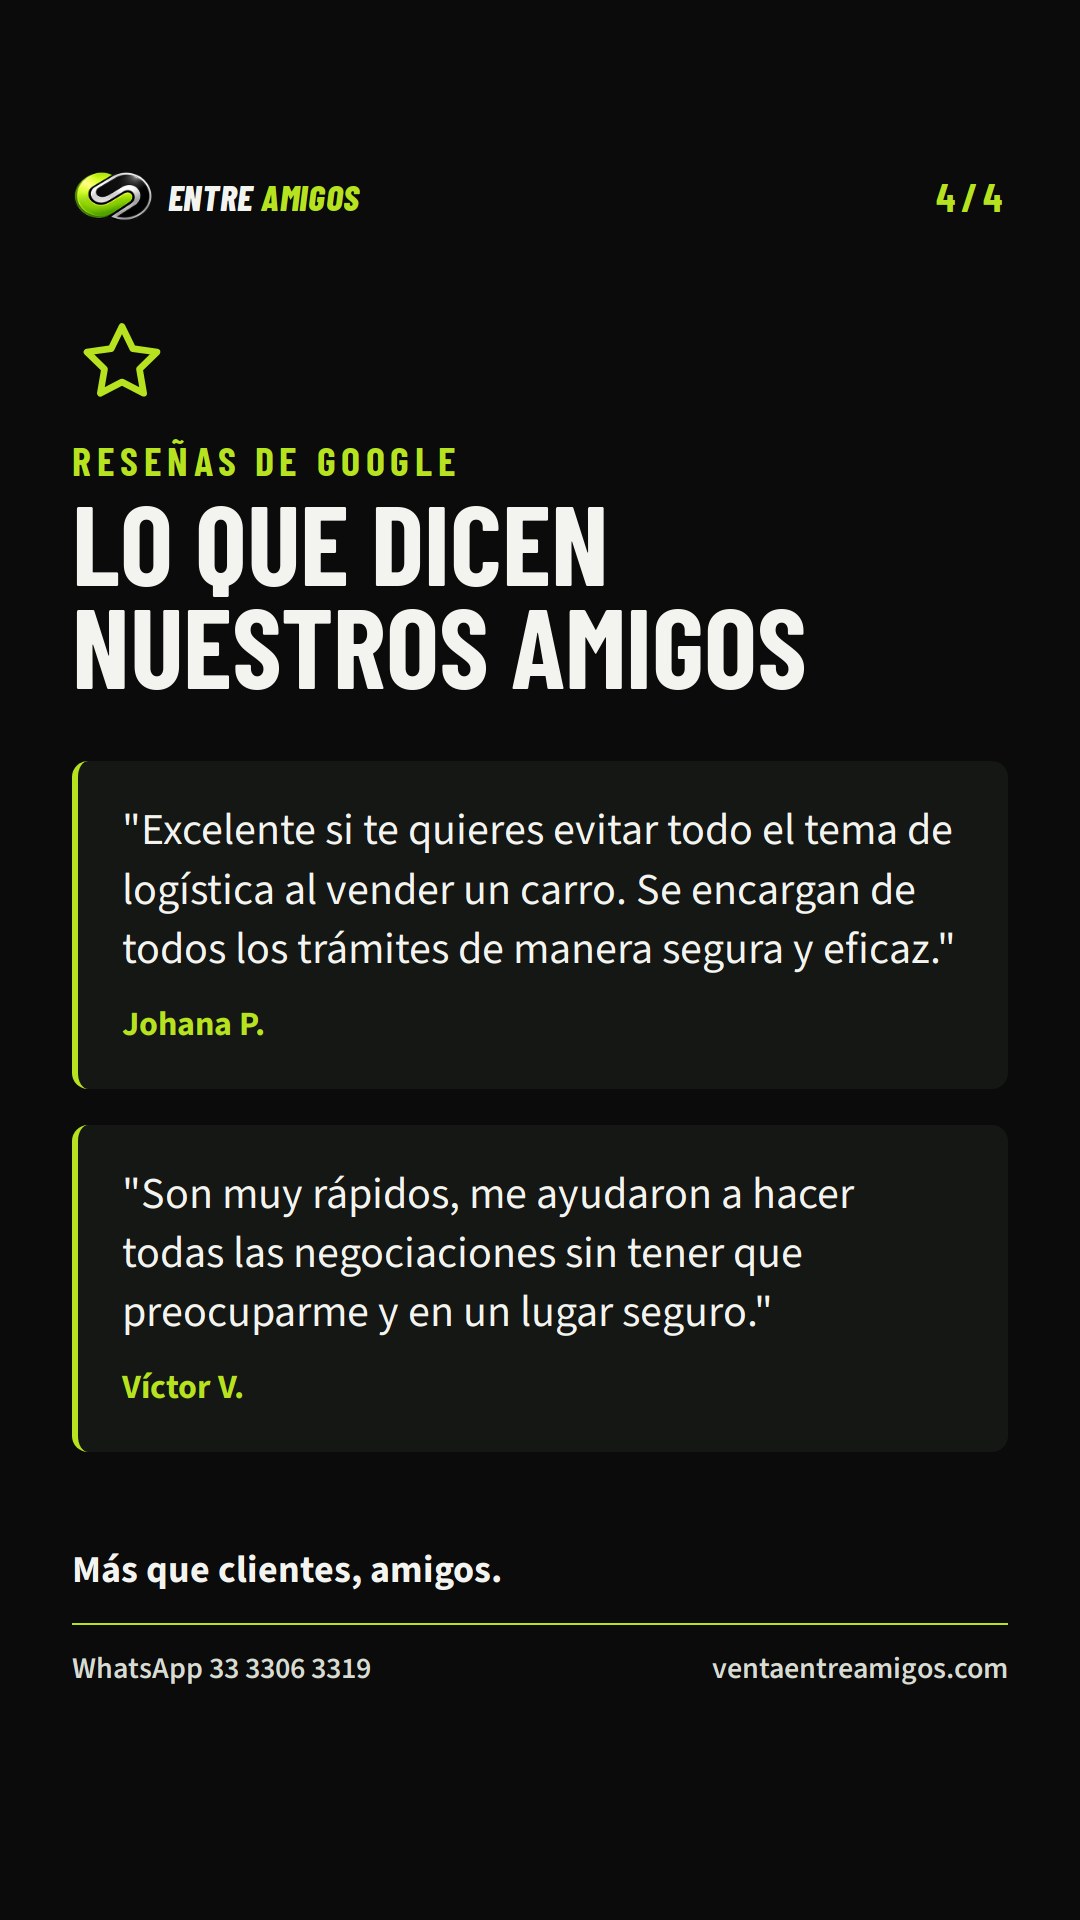 ENTRE AMIGOS
4/4
RESEÑAS DE GOOGLE
LO QUE DICEN
NUESTROS AMIGOS
"Excelente si te quieres evitar todo el tema de
logística al vender un carro. Se encargan de
todos los trámites de manera segura y eficaz."
Johana P.
"Son muy rápidos, me ayudaron a hacer
todas las negociaciones sin tener que
preocuparme y en un lugar seguro."
Víctor V.
Más que clientes, amigos.
WhatsApp 33 3306 3319
ventaentreamigos.com